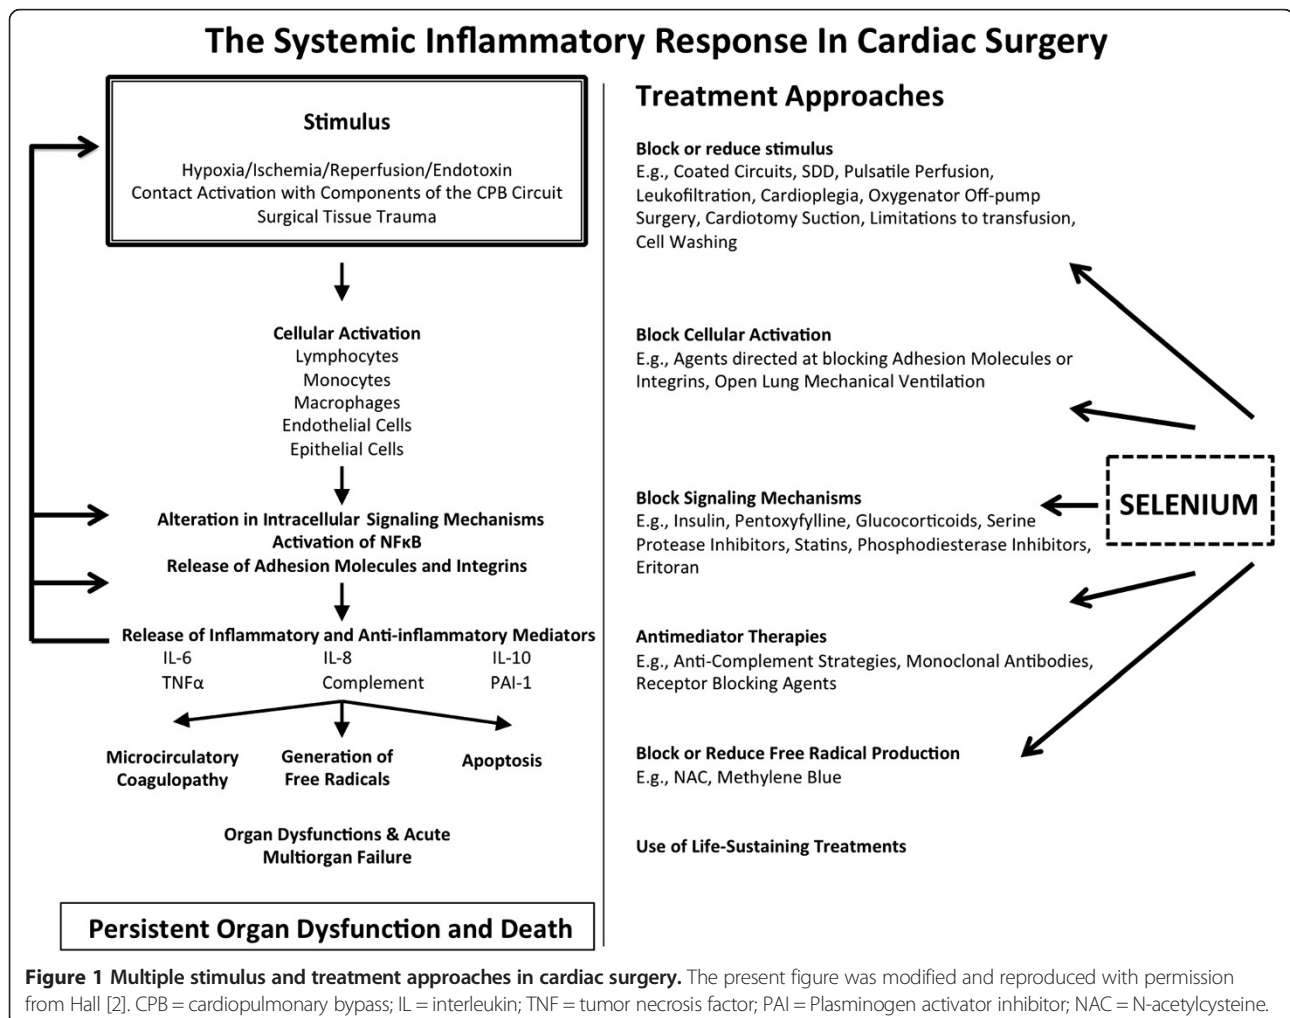 The Systemic Inflammatory Response In Cardiac Surgery
Stimulus
Hypoxia/Ischemia/Reperfusion/Endotoxin
Contact Activation with Components of the CPB Circuit
Surgical Tissue Trauma
Cellular Activation
Lymphocytes
Monocytes
Macrophages
Endothelial Cells
Epithelial Cells
Alteration in Intracellular Signaling Mechanisms
Activation of NFκB
Release of Adhesion Molecules and Integrins
Release of Inflammatory and Anti-inflammatory Mediators
IL-6 IL-8 IL-10
TNFα Complement PAI-1
Microcirculatory
Coagulopathy
Generation of
Free Radicals
Apoptosis
Organ Dysfunctions & Acute
Multiorgan Failure
Persistent Organ Dysfunction and Death
Treatment Approaches
Block or reduce stimulus
E.g., Coated Circuits, SDD, Pulsatile Perfusion,
Leukofiltration, Cardioplegia, Oxygenator Off-pump
Surgery, Cardiotomy Suction, Limitations to transfusion,
Cell Washing
Block Cellular Activation
E.g., Agents directed at blocking Adhesion Molecules or
Integrins, Open Lung Mechanical Ventilation
Block Signaling Mechanisms
E.g., Insulin, Pentoxyfylline, Glucocorticoids, Serine
Protease Inhibitors, Statins, Phosphodiesterase Inhibitors,
Eritoran
Antimediator Therapies
E.g., Anti-Complement Strategies, Monoclonal Antibodies,
Receptor Blocking Agents
Block or Reduce Free Radical Production
E.g., NAC, Methylene Blue
Use of Life-Sustaining Treatments
SELENIUM
Figure 1 Multiple stimulus and treatment approaches in cardiac surgery. The present figure was modified and reproduced with permission
from Hall [2]. CPB = cardiopulmonary bypass; IL = interleukin; TNF = tumor necrosis factor; PAI = Plasminogen activator inhibitor; NAC = N-acetylcysteine.